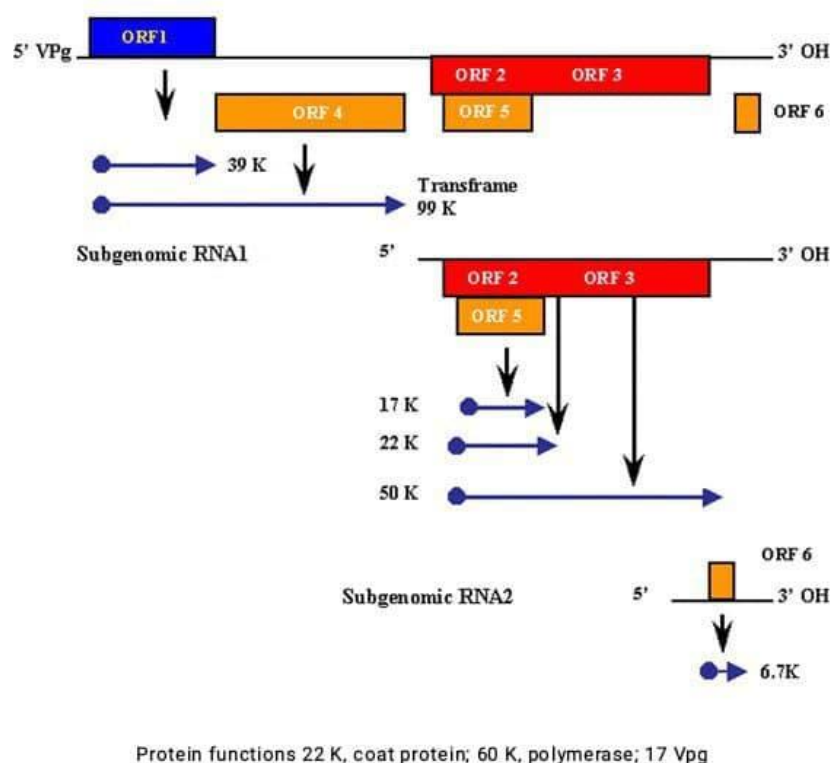 ORF1
5' VPg
3' OH
ORF 2 ORF 3
ORF 4
ORF 5
ORF 6
39 K
Transframe
99 K
Subgenomic RNA1
5'
3' OH
ORF 2 ORF 3
ORF 5
17 K
22 K
50 K
ORF 6
Subgenomic RNA2
5'
3' OH
6.7K
Protein functions 22 K, coat protein; 60 K, polymerase; 17 Vpg